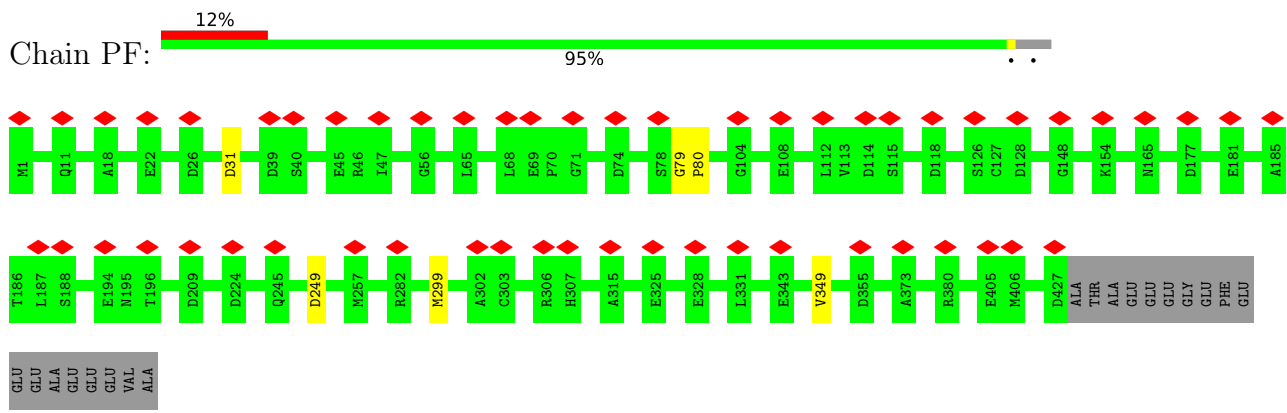 12%
Chain PF:
95%
M1 Q11 A18 E22 D26 D31 D39 S40 E45 R46 I47 G56 L65 L68 E69 P70 G71 D74 S78 G79 P80 G104 E108 L112 V113 D114 S115 D118 S126 C127 D128 G148 K154 N165 D177 E181 A185
T186 L187 S188 E194 N195 T196 D209 D224 Q245 D249 M257 R282 M299 A302 C303 R306 H307 A315 E325 E328 L331 E343 V349 D355 A373 R380 E405 M406 D427 ALA THR ALA GLU GLU GLU GLY GLU PHE GLU
GLU GLU ALA GLU GLU GLU VAL ALA